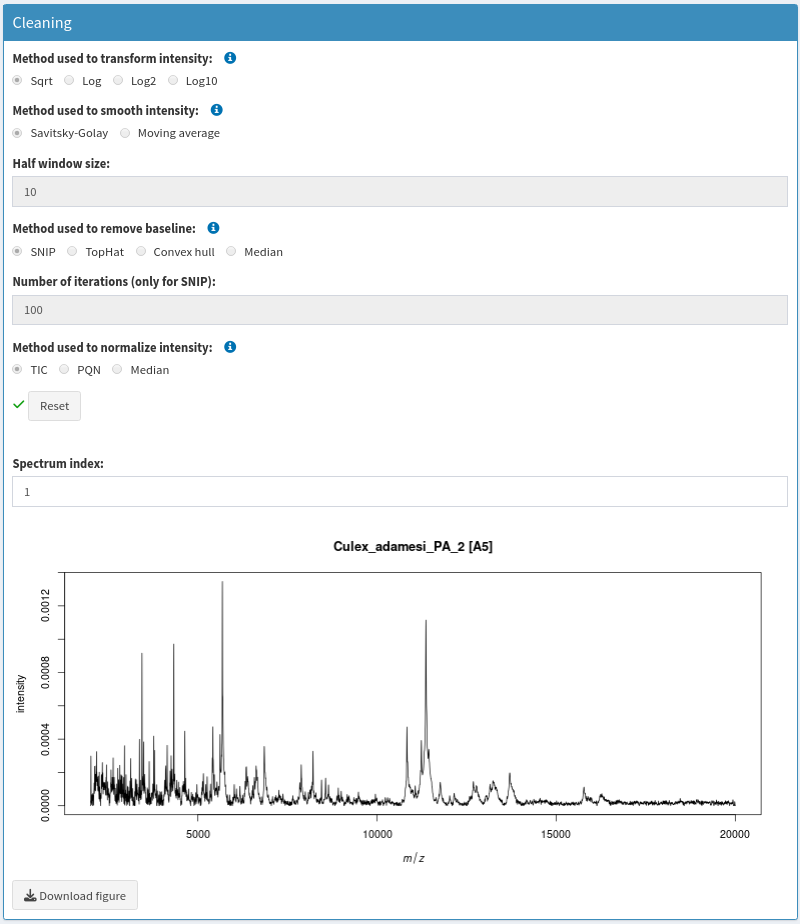 Cleaning
Method used to transform intensity:
Sqrt Log Log2 Log10
Method used to smooth intensity:
Savitsky-Golay Moving average
Half window size:
10
Method used to remove baseline:
SNIP TopHat Convex hull Median
Number of iterations (only for SNIP):
100
Method used to normalize intensity:
TIC PQN Median
Reset
Spectrum index:
1
Culex_adamesi_PA_2 [A5]
intensity
0.0012
0.0008
0.0004
0.0000
5000 10000 15000 20000
m/z
Download figure